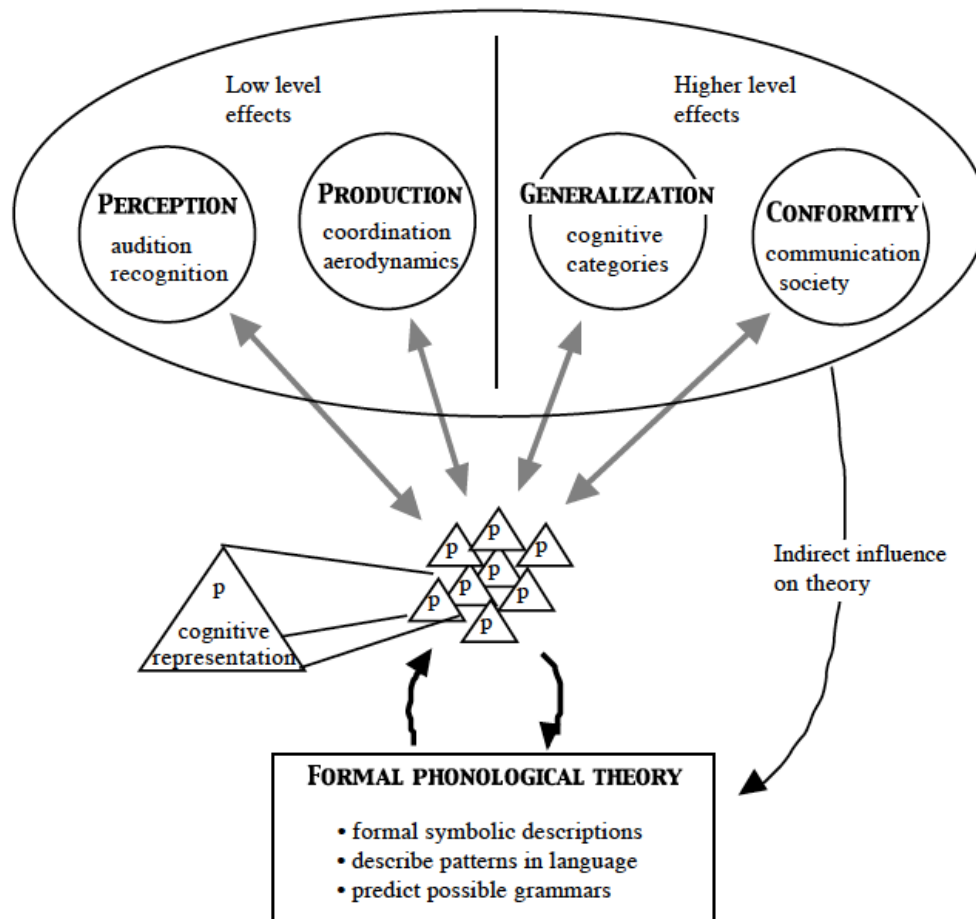 Low level
effects
Higher level
effects
PERCEPTION
audition
recognition
PRODUCTION
coordination
aerodynamics
GENERALIZATION
cognitive
categories
CONFORMITY
communication
society
p
p
p
p
p
p
p
p
p
cognitive
representation
Indirect influence
on theory
FORMAL PHONOLOGICAL THEORY
• formal symbolic descriptions
• describe patterns in language
• predict possible grammars